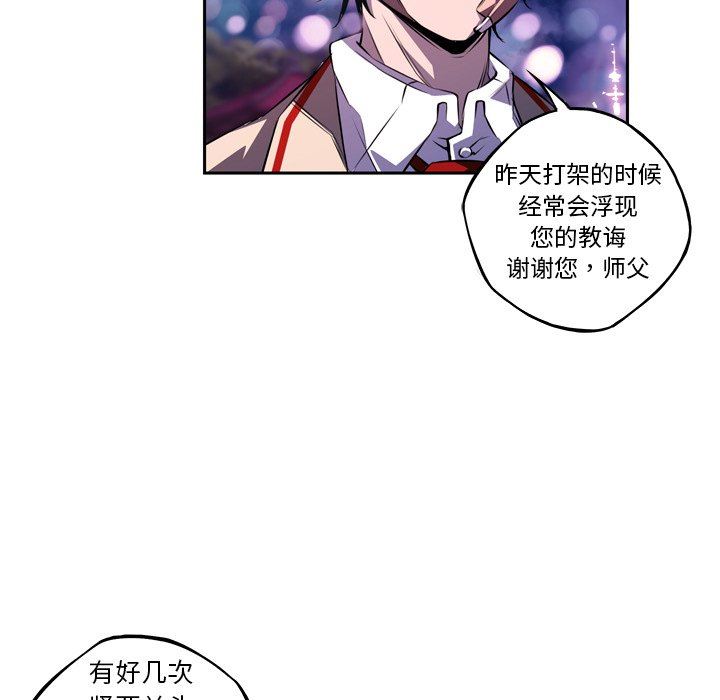 昨天打架的时候
经常会浮现
您的教诲
谢谢您，师父
有好几次